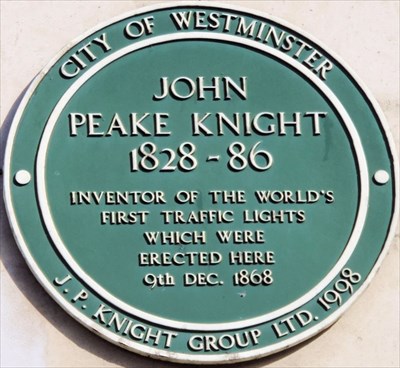 CITY OF WESTMINSTER
JOHN
PEAKE KNIGHT
1828 - 86
INVENTOR OF THE WORLD'S
FIRST TRAFFIC LIGHTS
WHICH WERE
ERECTED HERE
9th DEC. 1868
J. P. KNIGHT GROUP LTD. 1998